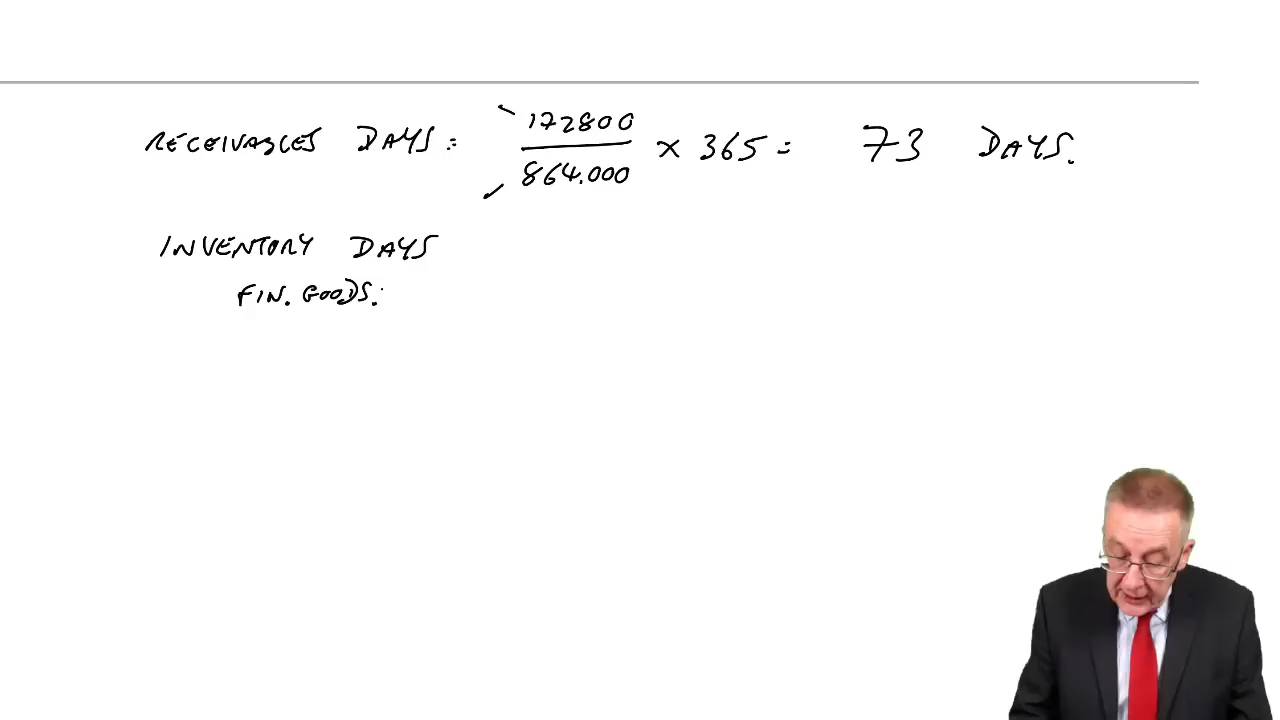 RECEIVABLES DAYS = 172800 / 864.000 × 365 = 73 DAYS.
INVENTORY DAYS
FIN. GOODS.